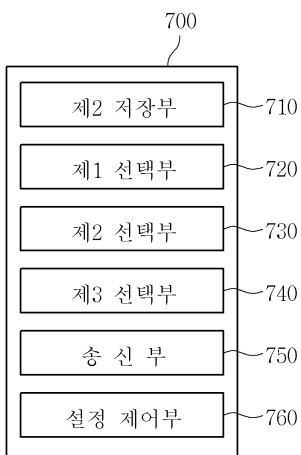 700
제2 저장부 710
제1 선택부 720
제2 선택부 730
제3 선택부 740
송 신 부 750
설정 제어부 760